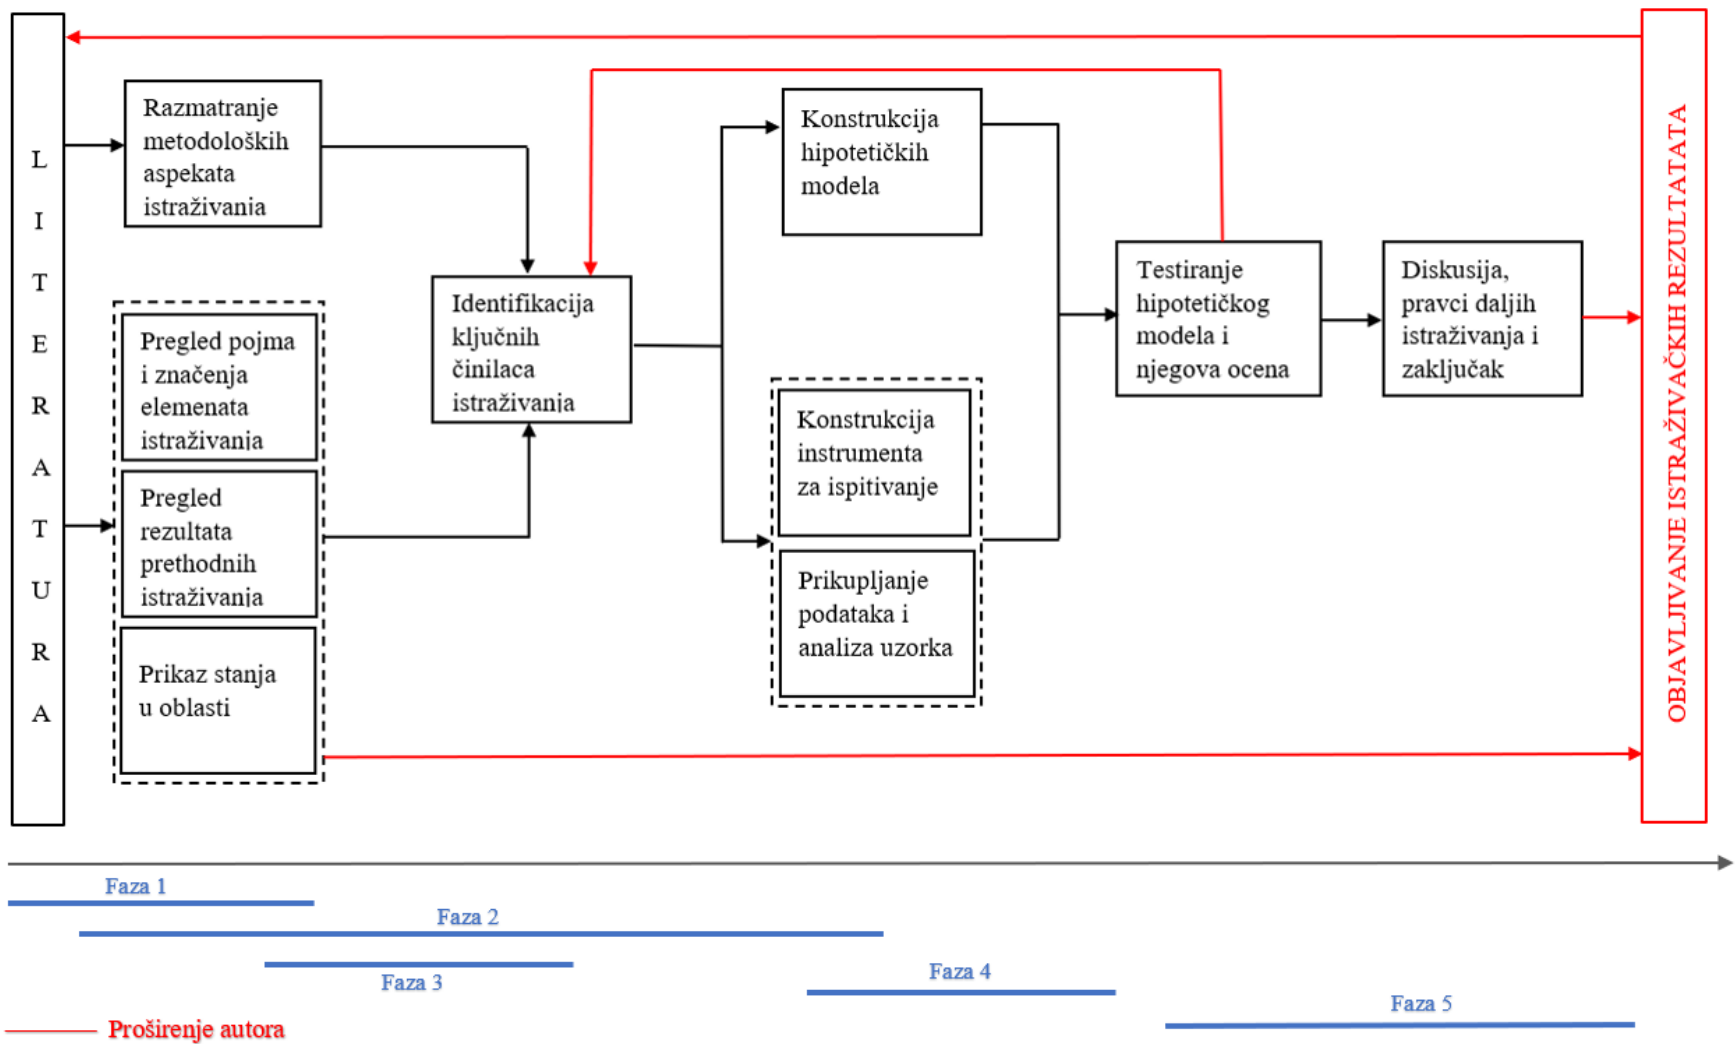 LITERATURA
Razmatranje
metodoloških
aspekata
istraživanja
Pregled pojma
i značenja
elemenata
istraživanja
Pregled
rezultata
prethodnih
istraživanja
Prikaz stanja
u oblasti
Identifikacija
ključnih
činilaca
istraživanja
Konstrukcija
hipotetičkih
modela
Konstrukcija
instrumenta
za ispitivanje
Prikupljanje
podataka i
analiza uzorka
Testiranje
hipotetičkog
modela i
njegova ocena
Diskusija,
pravci daljih
istraživanja i
zaključak
OBJAVLJIVANJE ISTRAŽIVAČKIH REZULTATA
Faza 1
Faza 2
Faza 3
Faza 4
Faza 5
Proširenje autora